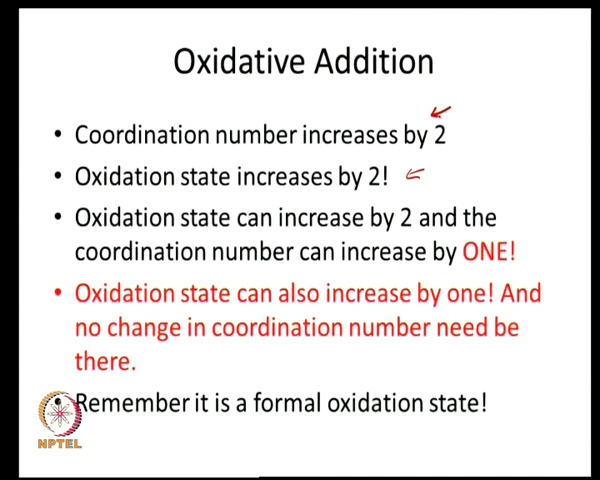 Oxidative Addition
• Coordination number increases by 2
• Oxidation state increases by 2!
• Oxidation state can increase by 2 and the
coordination number can increase by ONE!
• Oxidation state can also increase by one! And
no change in coordination number need be
there.
• Remember it is a formal oxidation state!
NPTEL